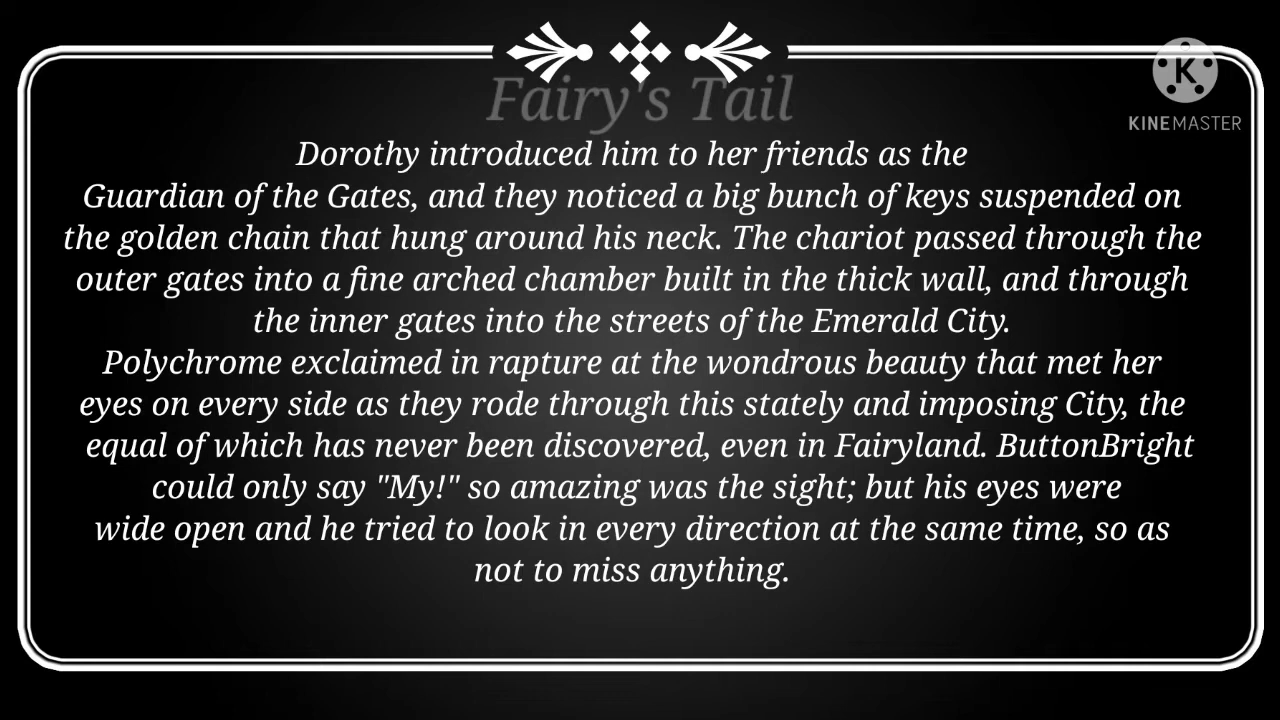 Fairy's Tail
KINEMASTER
Dorothy introduced him to her friends as the
Guardian of the Gates, and they noticed a big bunch of keys suspended on
the golden chain that hung around his neck. The chariot passed through the
outer gates into a fine arched chamber built in the thick wall, and through
the inner gates into the streets of the Emerald City.
Polychrome exclaimed in rapture at the wondrous beauty that met her
eyes on every side as they rode through this stately and imposing City, the
equal of which has never been discovered, even in Fairyland. ButtonBright
could only say "My!" so amazing was the sight; but his eyes were
wide open and he tried to look in every direction at the same time, so as
not to miss anything.